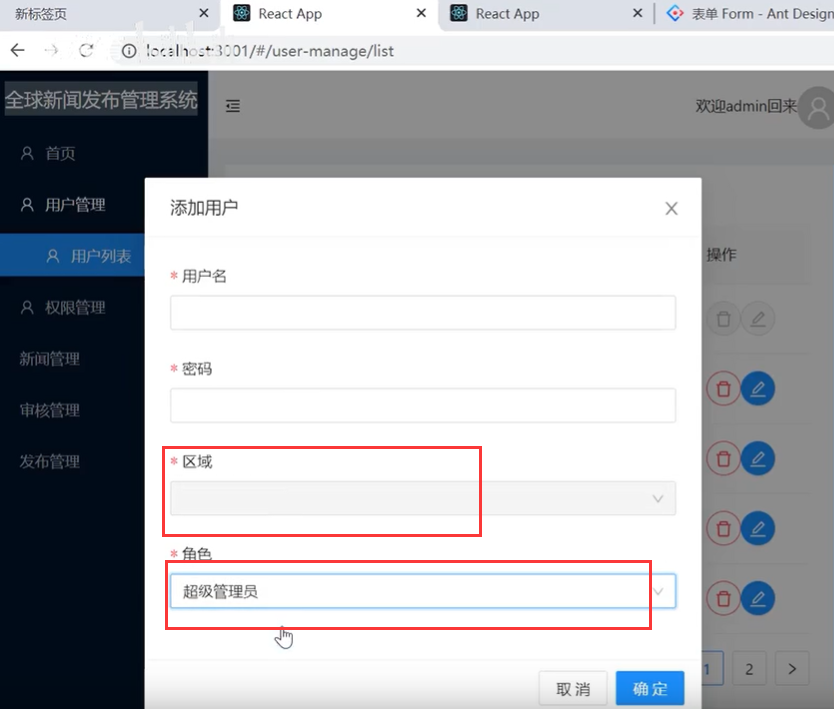 新标签页
React App
React App
表单 Form - Ant Design
localhost:3001/#/user-manage/list
全球新闻发布管理系统
欢迎admin回来
首页
用户管理
用户列表
权限管理
新闻管理
审核管理
发布管理
添加用户
* 用户名
* 密码
* 区域
* 角色
超级管理员
取 消
确 定
操作
1
2